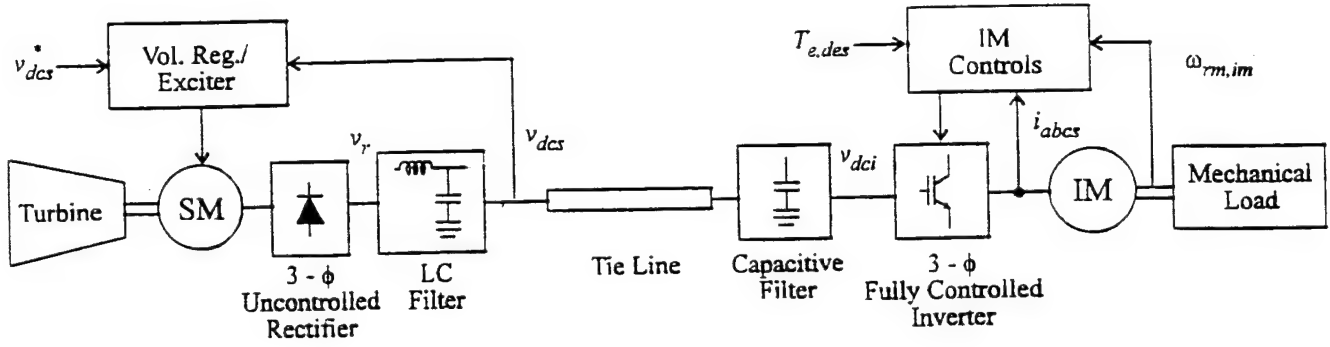 v*dcs
Vol. Reg./
Exciter
Te,des
IM
Controls
ωrm,im
vr
vdcs
vdci
iabcs
Turbine
SM
IM
Mechanical
Load
3 - ϕ
Uncontrolled
Rectifier
LC
Filter
Tie Line
Capacitive
Filter
3 - ϕ
Fully Controlled
Inverter